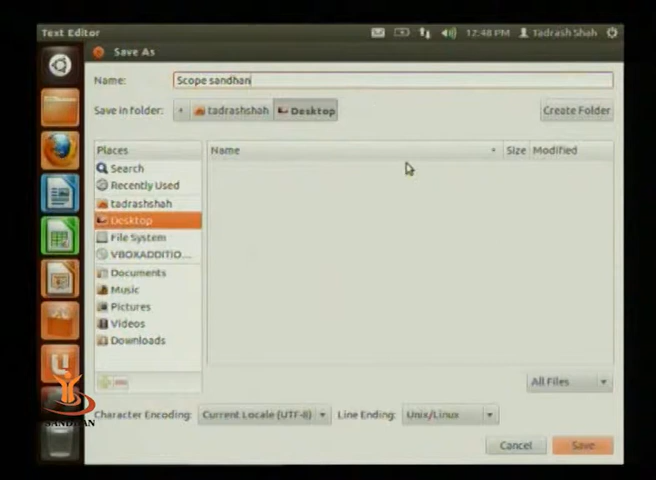 Text Editor
12:48 PM Tadrash Shah
Save As
Name: Scope sandhan
Save in folder: tadrashshah Desktop Create Folder
Places Name Size Modified
Search
Recently Used
tadrashshah
Desktop
File System
VBOXADDITIO...
Documents
Music
Pictures
Videos
Downloads
All Files
Character Encoding: Current Locale (UTF-8) Line Ending: Unix/Linux
SANDHAN
Cancel Save